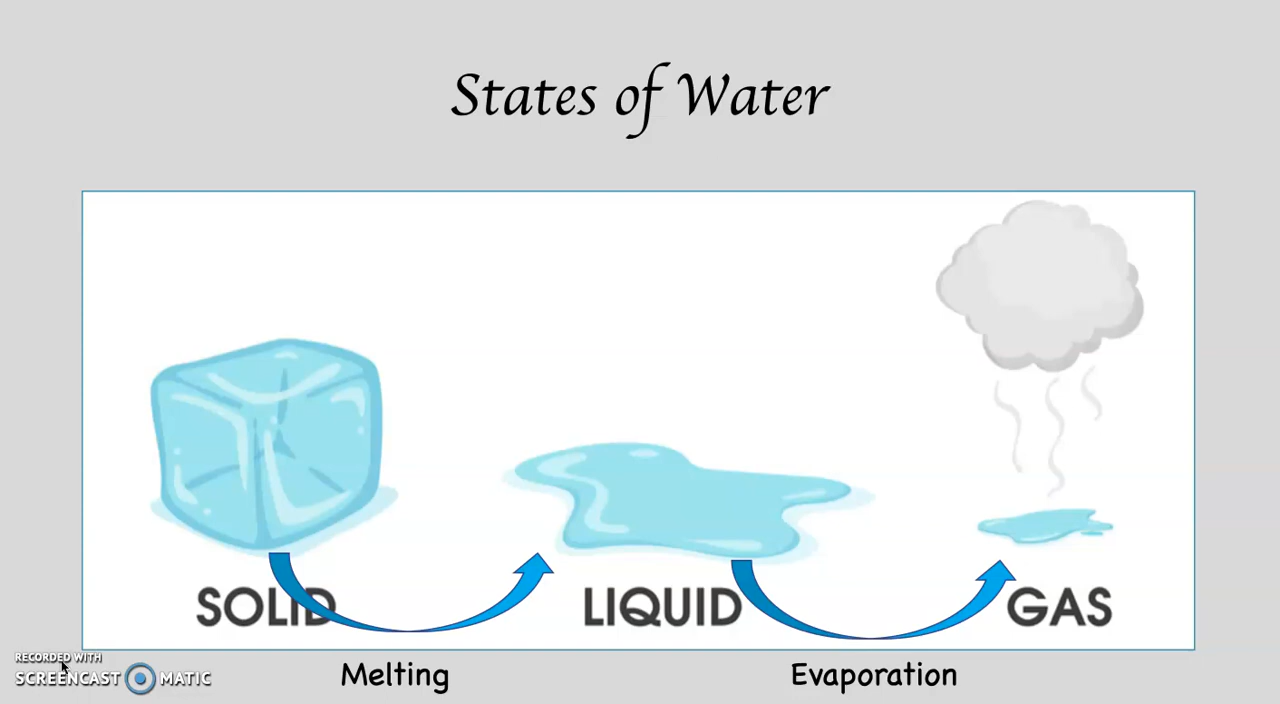 States of Water
SOLID
LIQUID
GAS
Melting
Evaporation
RECORDED WITH
SCREENCAST MATIC